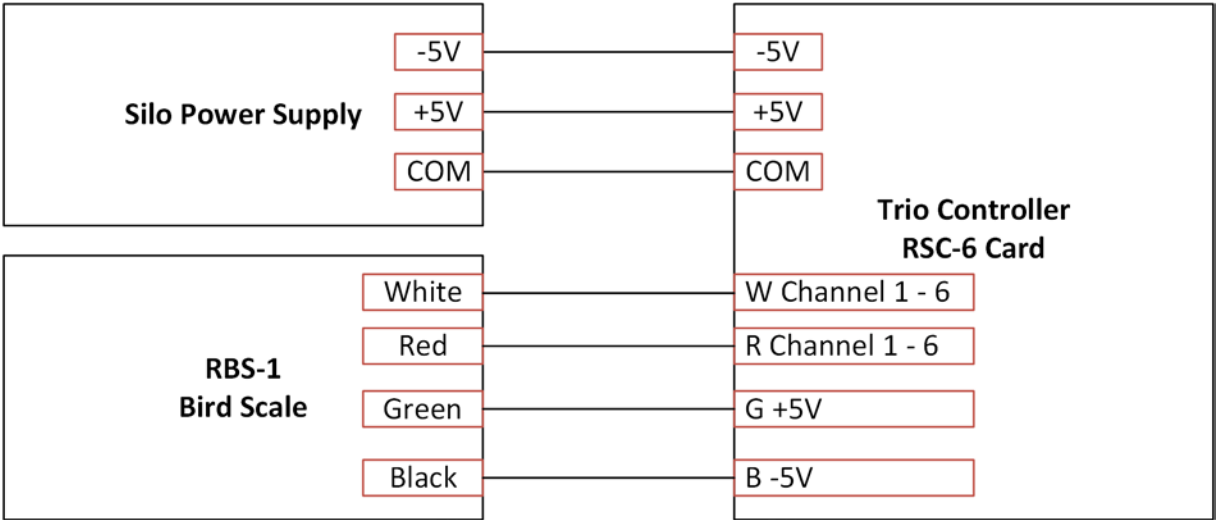 Silo Power Supply
-5V
+5V
COM
-5V
+5V
COM
Trio Controller
RSC-6 Card
RBS-1
Bird Scale
White
Red
Green
Black
W Channel 1 - 6
R Channel 1 - 6
G +5V
B -5V